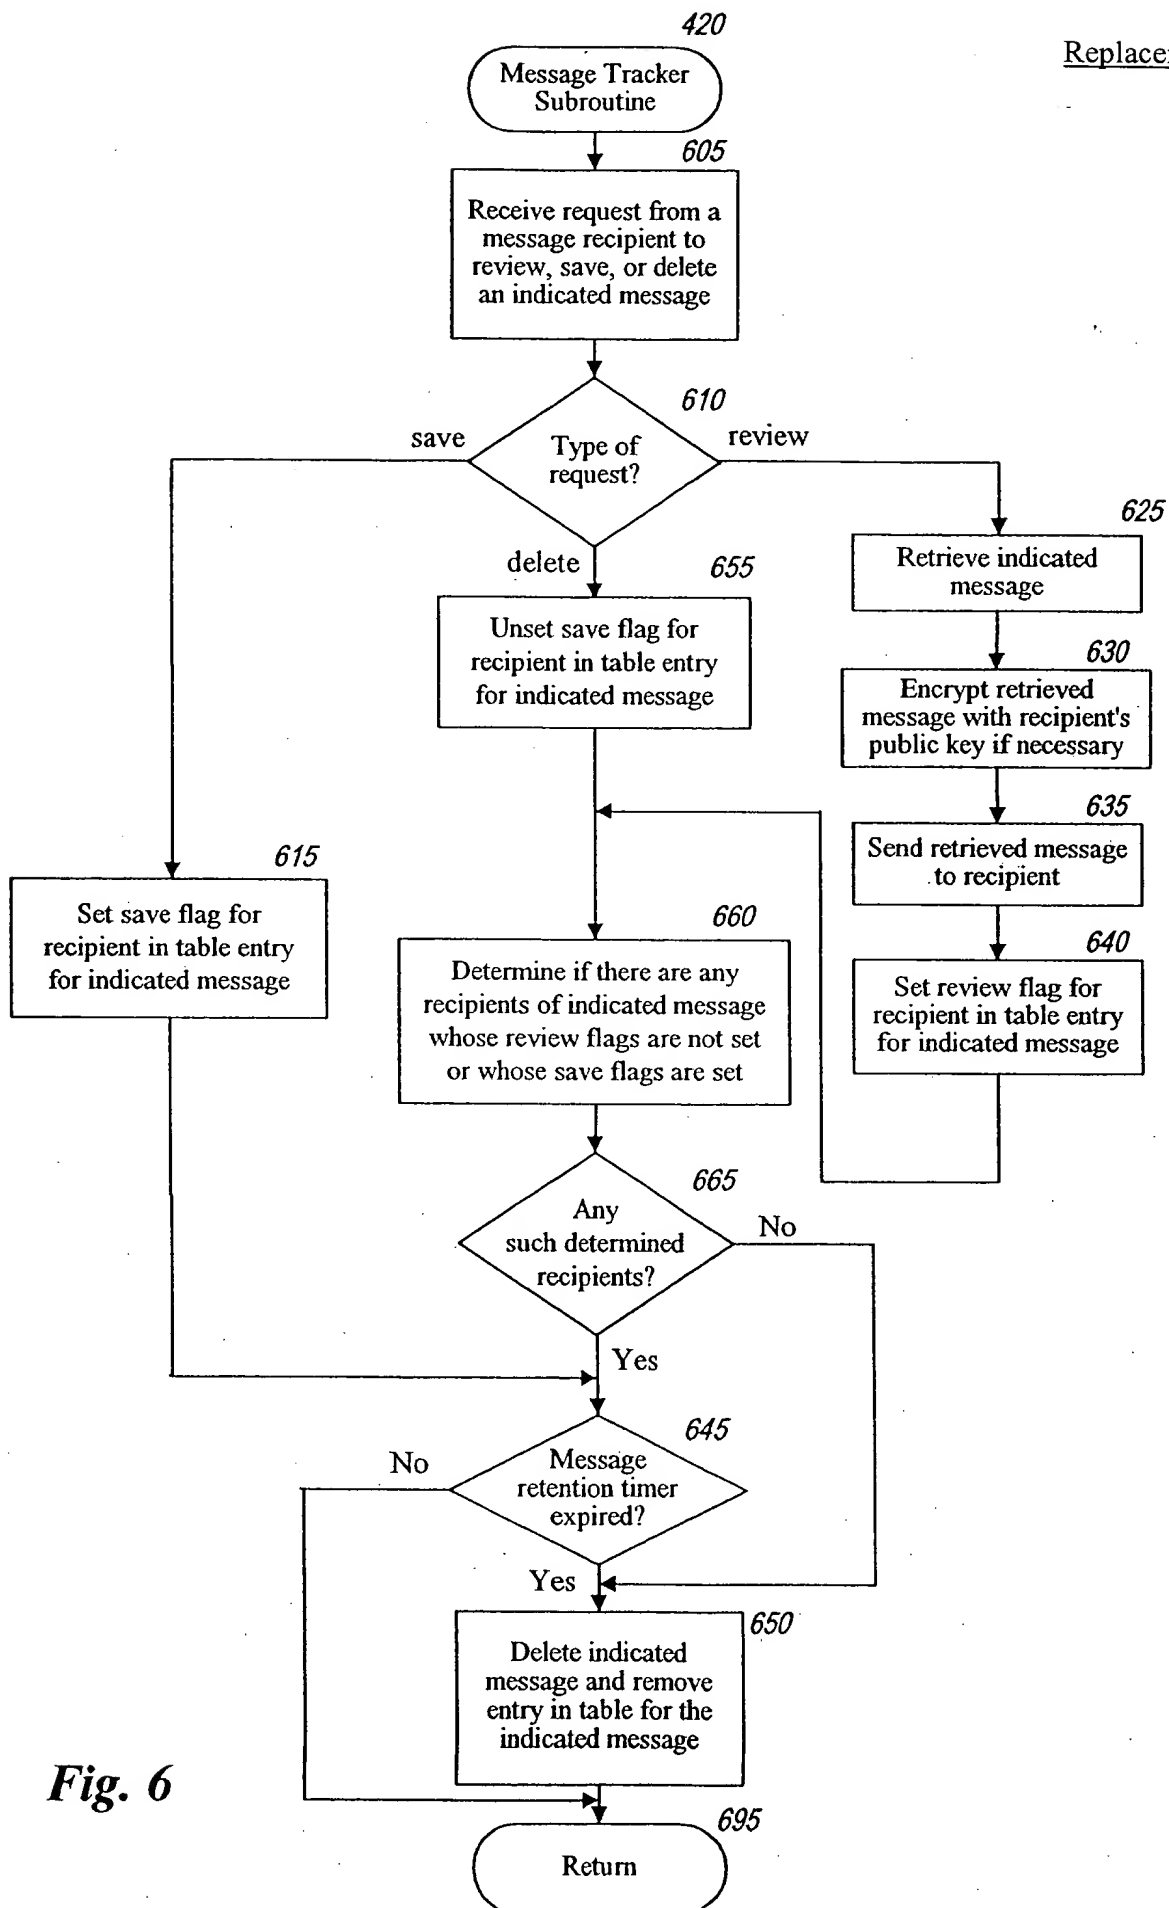 420
Message Tracker
Subroutine
605
Receive request from a
message recipient to
review, save, or delete
an indicated message
610
Type of
request?
save
review
delete
625
Retrieve indicated
message
655
Unset save flag for
recipient in table entry
for indicated message
630
Encrypt retrieved
message with recipient's
public key if necessary
635
Send retrieved message
to recipient
615
Set save flag for
recipient in table entry
for indicated message
660
Determine if there are any
recipients of indicated message
whose review flags are not set
or whose save flags are set
640
Set review flag for
recipient in table entry
for indicated message
665
Any
such determined
recipients?
No
Yes
645
Message
retention timer
expired?
No
Yes
650
Delete indicated
message and remove
entry in table for the
indicated message
695
Return
Fig. 6